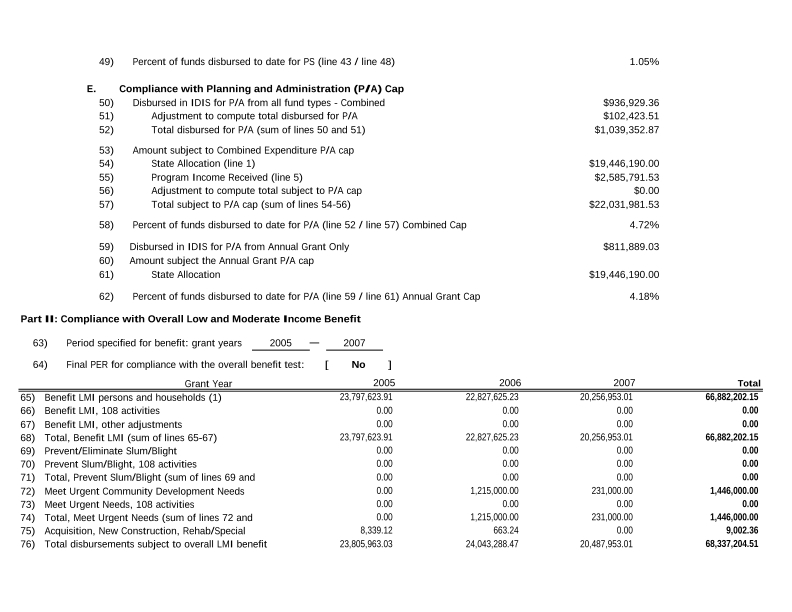 49) Percent of funds disbursed to date for PS (line 43 / line 48) 1.05%
E. Compliance with Planning and Administration (P/A) Cap
50) Disbursed in IDIS for P/A from all fund types - Combined $936,929.36
51) Adjustment to compute total disbursed for P/A $102,423.51
52) Total disbursed for P/A (sum of lines 50 and 51) $1,039,352.87
53) Amount subject to Combined Expenditure P/A cap
54) State Allocation (line 1) $19,446,190.00
55) Program Income Received (line 5) $2,585,791.53
56) Adjustment to compute total subject to P/A cap $0.00
57) Total subject to P/A cap (sum of lines 54-56) $22,031,981.53
58) Percent of funds disbursed to date for P/A (line 52 / line 57) Combined Cap 4.72%
59) Disbursed in IDIS for P/A from Annual Grant Only $811,889.03
60) Amount subject the Annual Grant P/A cap
61) State Allocation $19,446,190.00
62) Percent of funds disbursed to date for P/A (line 59 / line 61) Annual Grant Cap 4.18%
Part II: Compliance with Overall Low and Moderate Income Benefit
63) Period specified for benefit: grant years 2005 — 2007
64) Final PER for compliance with the overall benefit test: [ No ]
Grant Year 2005 2006 2007 Total
65) Benefit LMI persons and households (1) 23,797,623.91 22,827,625.23 20,256,953.01 66,882,202.15
66) Benefit LMI, 108 activities 0.00 0.00 0.00 0.00
67) Benefit LMI, other adjustments 0.00 0.00 0.00 0.00
68) Total, Benefit LMI (sum of lines 65-67) 23,797,623.91 22,827,625.23 20,256,953.01 66,882,202.15
69) Prevent/Eliminate Slum/Blight 0.00 0.00 0.00 0.00
70) Prevent Slum/Blight, 108 activities 0.00 0.00 0.00 0.00
71) Total, Prevent Slum/Blight (sum of lines 69 and 0.00 0.00 0.00 0.00
72) Meet Urgent Community Development Needs 0.00 1,215,000.00 231,000.00 1,446,000.00
73) Meet Urgent Needs, 108 activities 0.00 0.00 0.00 0.00
74) Total, Meet Urgent Needs (sum of lines 72 and 0.00 1,215,000.00 231,000.00 1,446,000.00
75) Acquisition, New Construction, Rehab/Special 8,339.12 663.24 0.00 9,002.36
76) Total disbursements subject to overall LMI benefit 23,805,963.03 24,043,288.47 20,487,953.01 68,337,204.51